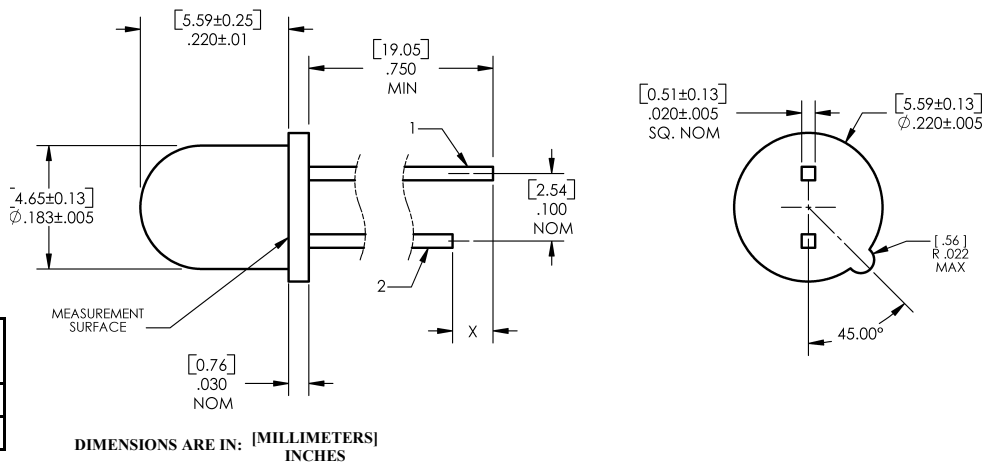 [5.59±0.25]
.220±.01
[19.05]
.750
MIN
1
[4.65±0.13]
Ø.183±.005
[2.54]
.100
NOM
2
MEASUREMENT
SURFACE
X
[0.76]
.030
NOM
[0.51±0.13]
.020±.005
SQ. NOM
[5.59±0.13]
Ø.220±.005
[ .56 ]
R .022
MAX
45.00°
DIMENSIONS ARE IN: [MILLIMETERS]
INCHES